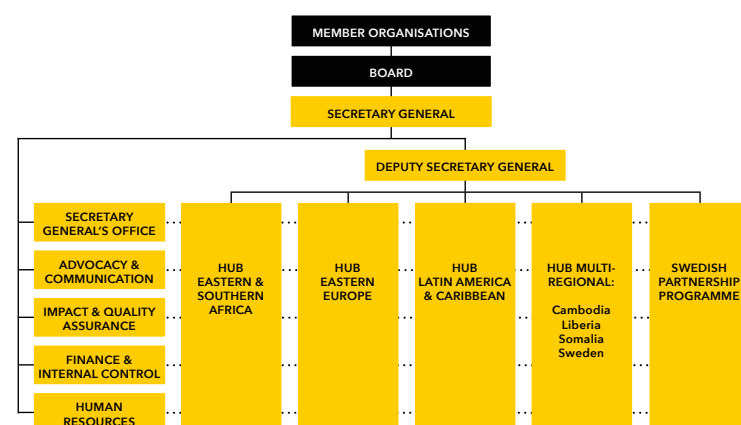 MEMBER ORGANISATIONS
BOARD
SECRETARY GENERAL
DEPUTY SECRETARY GENERAL
SECRETARY
GENERAL'S OFFICE
ADVOCACY &
COMMUNICATION
IMPACT & QUALITY
ASSURANCE
FINANCE &
INTERNAL CONTROL
HUMAN
RESOURCES
HUB
EASTERN &
SOUTHERN
AFRICA
HUB
EASTERN
EUROPE
HUB
LATIN AMERICA
& CARIBBEAN
HUB MULTI-
REGIONAL:
Cambodia
Liberia
Somalia
Sweden
SWEDISH
PARTNERSHIP
PROGRAMME